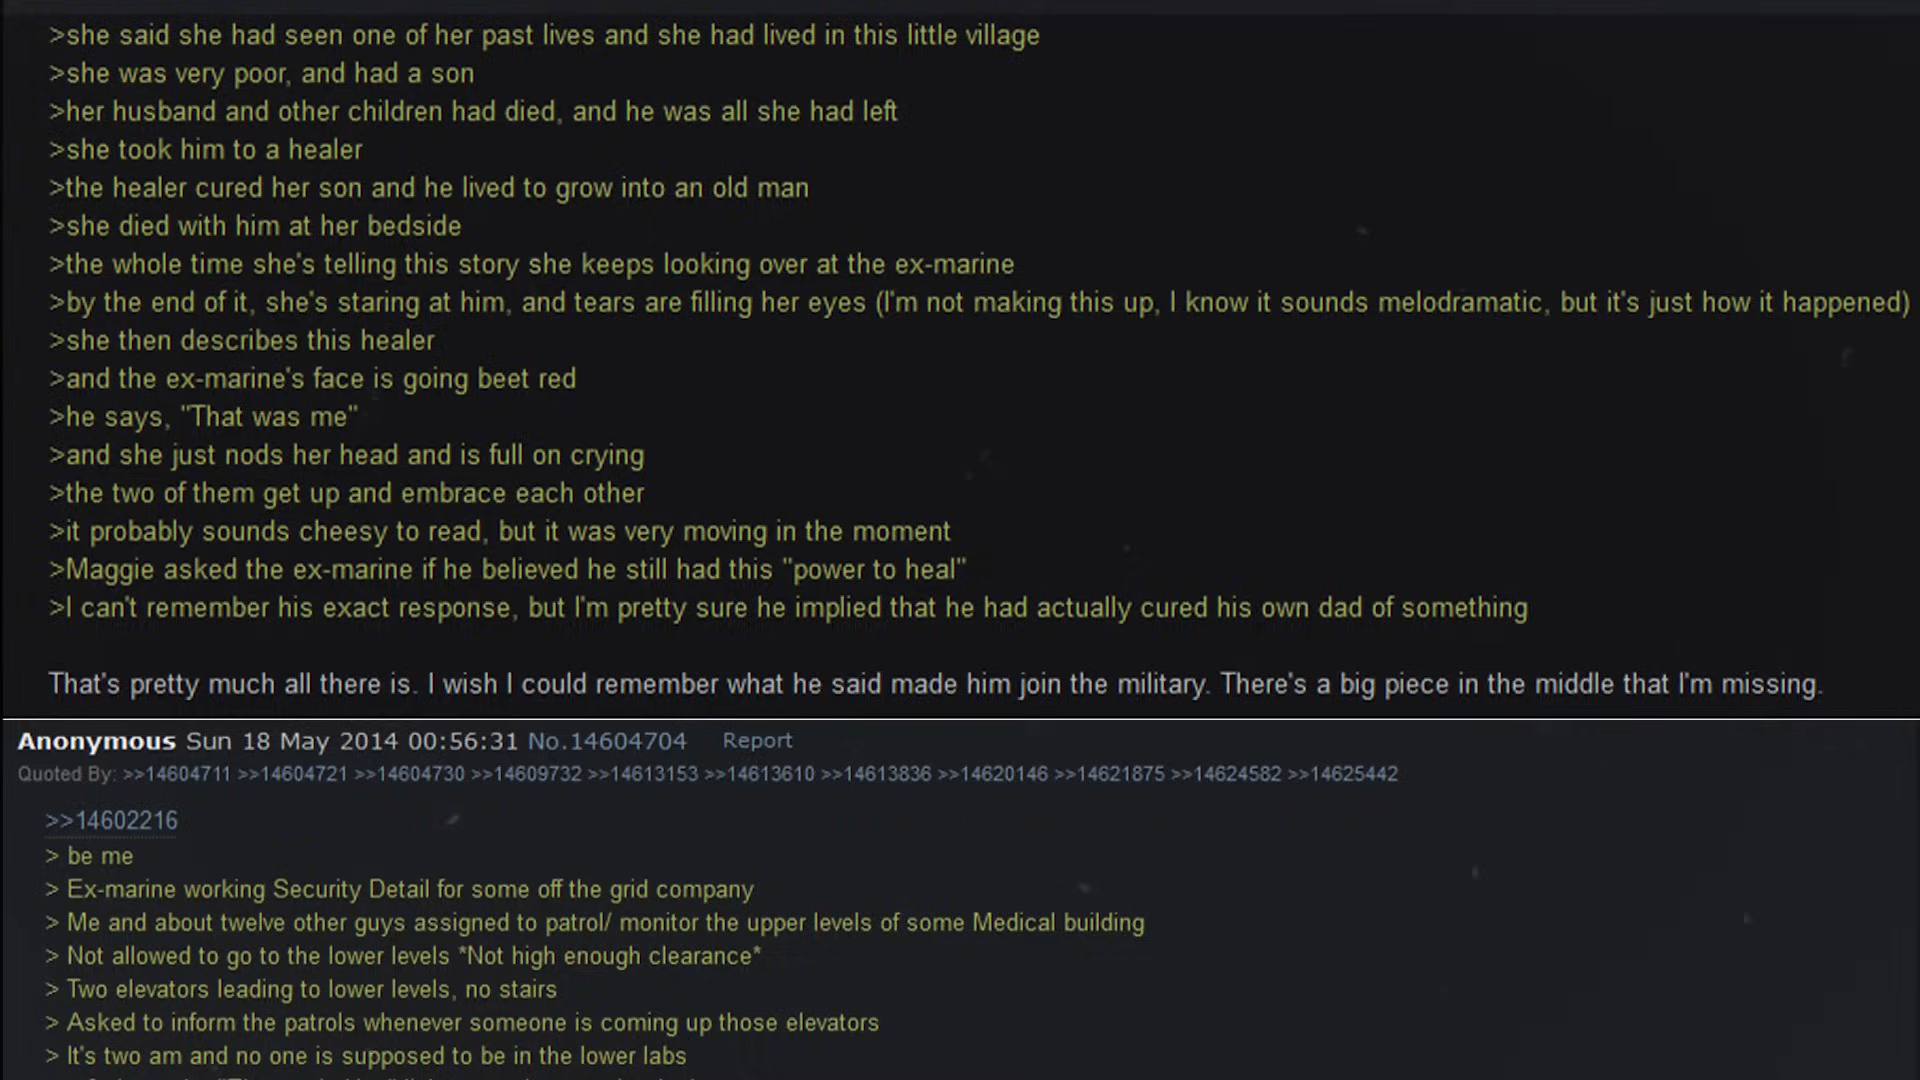 >she said she had seen one of her past lives and she had lived in this little village
>she was very poor, and had a son
>her husband and other children had died, and he was all she had left
>she took him to a healer
>the healer cured her son and he lived to grow into an old man
>she died with him at her bedside
>the whole time she's telling this story she keeps looking over at the ex-marine
>by the end of it, she's staring at him, and tears are filling her eyes (I'm not making this up, I know it sounds melodramatic, but it's just how it happened)
>she then describes this healer
>and the ex-marine's face is going beet red
>he says, "That was me"
>and she just nods her head and is full on crying
>the two of them get up and embrace each other
>it probably sounds cheesy to read, but it was very moving in the moment
>Maggie asked the ex-marine if he believed he still had this "power to heal"
>I can't remember his exact response, but I'm pretty sure he implied that he had actually cured his own dad of something
That's pretty much all there is. I wish I could remember what he said made him join the military. There's a big piece in the middle that I'm missing.
Anonymous Sun 18 May 2014 00:56:31 No.14604704 Report
Quoted By: >>14604711 >>14604721 >>14604730 >>14609732 >>14613153 >>14613610 >>14613836 >>14620146 >>14621875 >>14624582 >>14625442
>>14602216
> be me
> Ex-marine working Security Detail for some off the grid company
> Me and about twelve other guys assigned to patrol/ monitor the upper levels of some Medical building
> Not allowed to go to the lower levels *Not high enough clearance*
> Two elevators leading to lower levels, no stairs
> Asked to inform the patrols whenever someone is coming up those elevators
> It's two am and no one is supposed to be in the lower labs